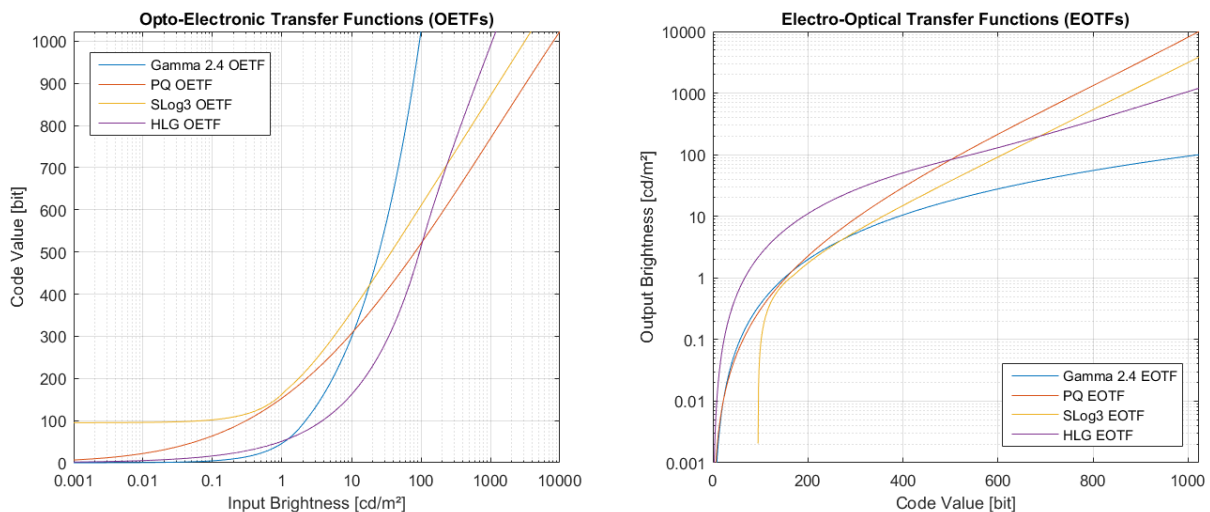 Opto-Electronic Transfer Functions (OETFs)
1000
900
800
700
600
500
400
300
200
100
0
Code Value [bit]
Gamma 2.4 OETF
PQ OETF
SLog3 OETF
HLG OETF
0.001
0.01
0.1
1
10
100
1000
10000
Input Brightness [cd/m²]
Electro-Optical Transfer Functions (EOTFs)
10000
1000
100
10
1
0.1
0.01
0.001
Output Brightness [cd/m²]
Gamma 2.4 EOTF
PQ EOTF
SLog3 EOTF
HLG EOTF
0
200
400
600
800
1000
Code Value [bit]